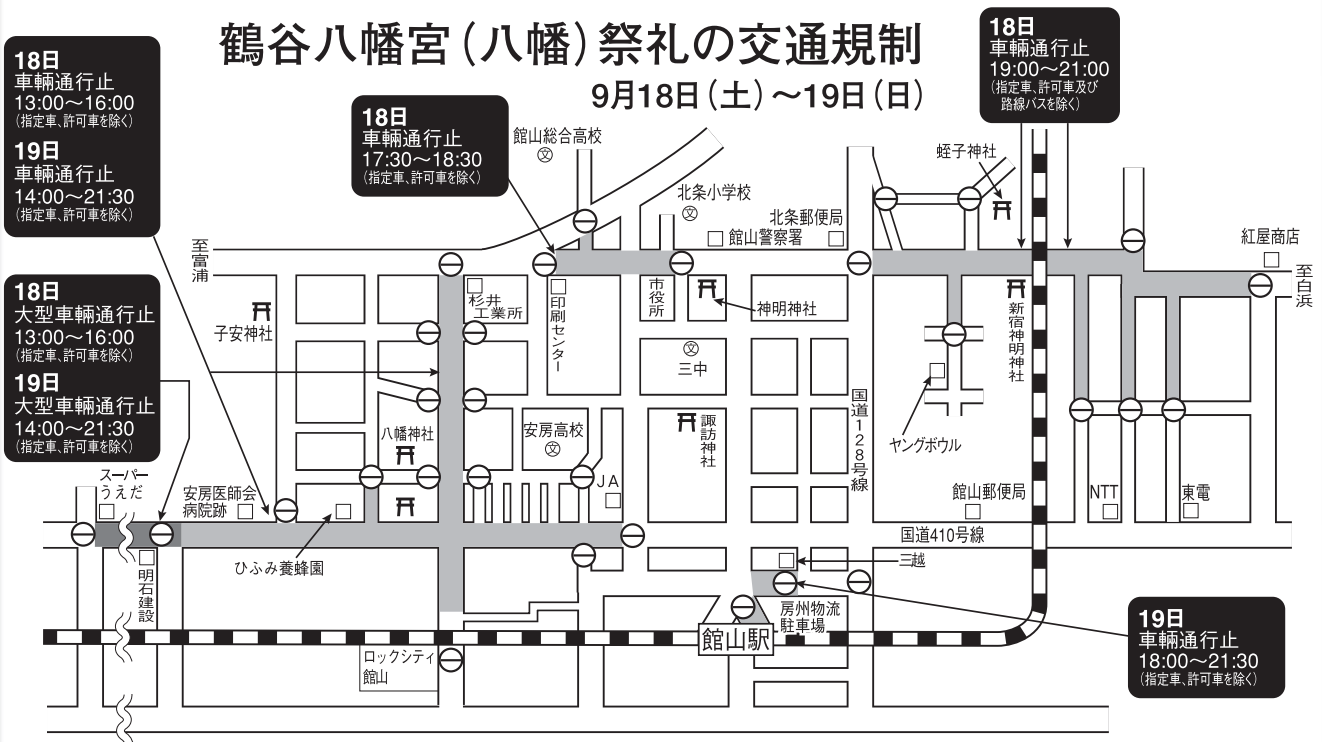 鶴谷八幡宮（八幡）祭礼の交通規制
9月18日（土）～19日（日）
18日
車輌通行止
13:00～16:00
（指定車、許可車を除く）
19日
車輌通行止
14:00～21:30
（指定車、許可車を除く）
18日
車輌通行止
17:30～18:30
（指定車、許可車を除く）
18日
車輌通行止
19:00～21:00
（指定車、許可車及び
路線バスを除く）
18日
大型車輌通行止
13:00～16:00
（指定車、許可車を除く）
19日
大型車輌通行止
14:00～21:30
（指定車、許可車を除く）
19日
車輌通行止
18:00～21:30
（指定車、許可車を除く）
館山総合高校
文
北条小学校
文
北条郵便局
館山警察署
蛭子神社
紅屋商店
至白浜
至富浦
子安神社
杉井
工業所
印刷センター
市役所
神明神社
文
三中
新宿神明神社
国道128号線
ヤングボウル
八幡神社
安房高校
文
諏訪神社
JA
スーパー
うえだ
安房医師会
病院跡
ひふみ養蜂園
館山郵便局
NTT
東電
国道410号線
明石建設
三越
房州物流
駐車場
館山駅
ロックシティ
館山